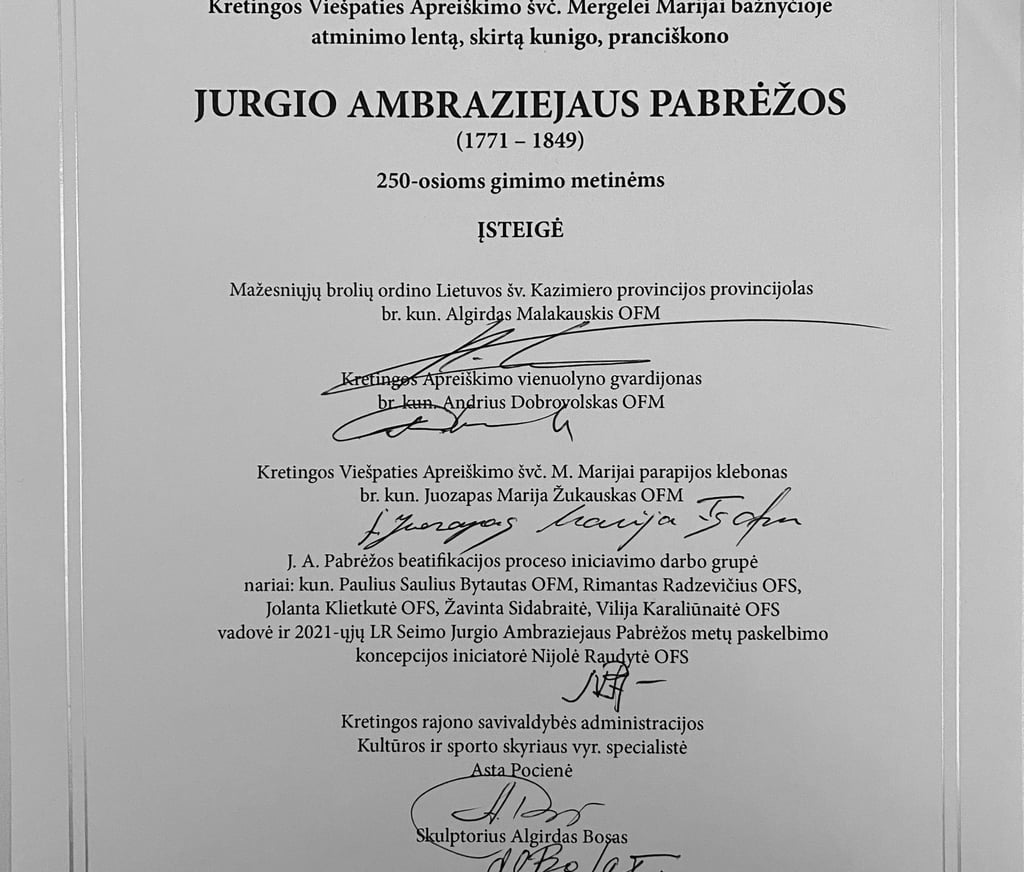 Kretingos Viešpaties Apreiškimo švč. Mergelei Marijai bažnyčioje
atminimo lentą, skirtą kunigo, pranciškono
JURGIO AMBRAZIEJAUS PABRĖŽOS
(1771 – 1849)
250-osioms gimimo metinėms
ĮSTEIGĖ
Mažesniųjų brolių ordino Lietuvos šv. Kazimiero provincijos provincijolas
br. kun. Algirdas Malakauskis OFM
Kretingos Apreiškimo vienuolyno gvardijonas
br. kun. Andrius Dobrovolskas OFM
Kretingos Viešpaties Apreiškimo švč. M. Marijai parapijos klebonas
br. kun. Juozapas Marija Žukauskas OFM
Juozapas Marija ofm
J. A. Pabrėžos beatifikacijos proceso iniciavimo darbo grupė
nariai: kun. Paulius Saulius Bytautas OFM, Rimantas Radzevičius OFS,
Jolanta Klietkutė OFS, Žavinta Sidabraitė, Vilija Karaliūnaitė OFS
vadovė ir 2021-ųjų LR Seimo Jurgio Ambraziejaus Pabrėžos metų paskelbimo
koncepcijos iniciatorė Nijolė Raudytė OFS
Kretingos rajono savivaldybės administracijos
Kultūros ir sporto skyriaus vyr. specialistė
Asta Pocienė
Skulptorius Algirdas Bosas